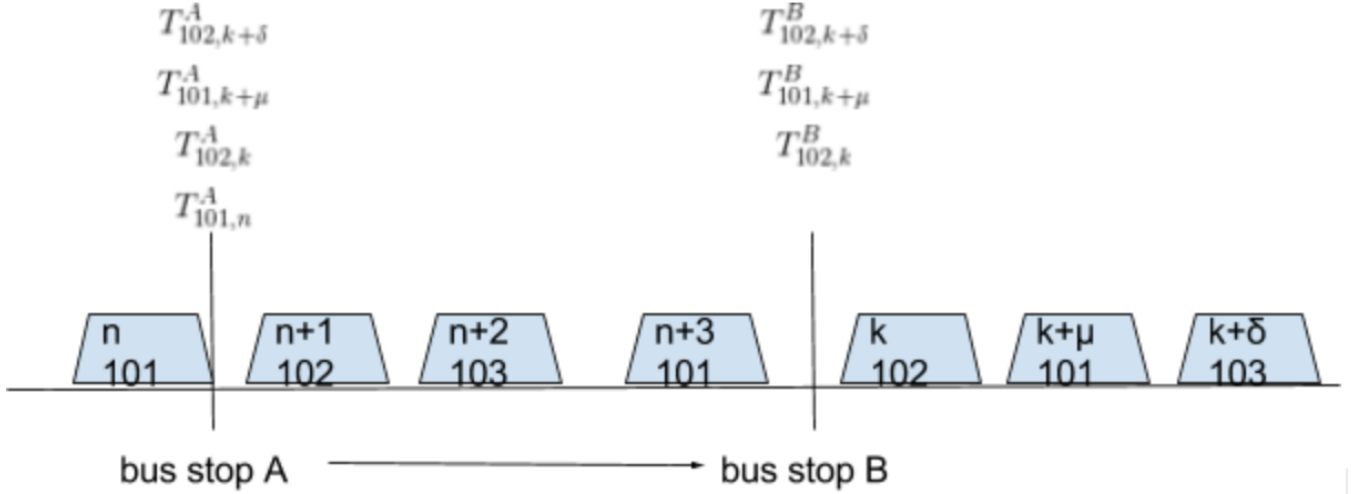 T^A_{102,k+δ} T^B_{102,k+δ}
T^A_{101,k+μ} T^B_{101,k+μ}
T^A_{102,k} T^B_{102,k}
T^A_{101,n}
n n+1 n+2 n+3 k k+μ k+δ
101 102 103 101 102 101 103
bus stop A bus stop B